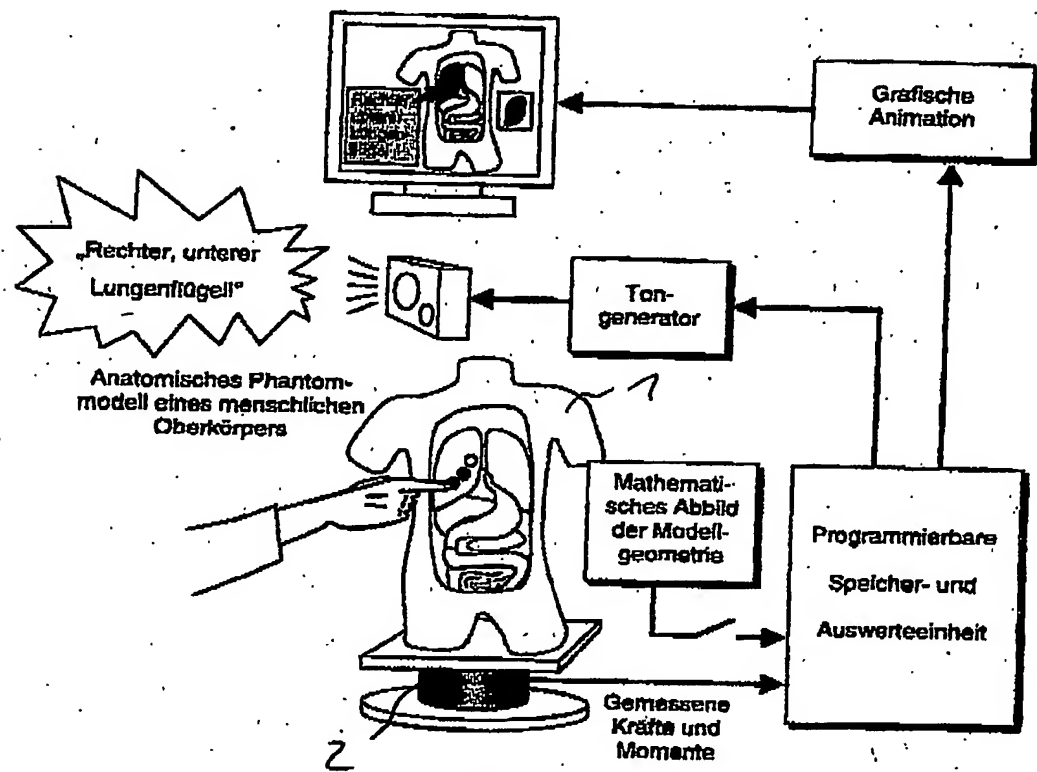 Grafische
Animation
„Rechter, unterer
Lungenflügel!“
Ton-
generator
Anatomisches Phantom-
modell eines menschlichen
Oberkörpers
1
Mathemati-
sches Abbild
der Modell-
geometrie
Programmierbare
Speicher- und
Auswerteeinheit
Gemessene
Kräfte und
Momente
2